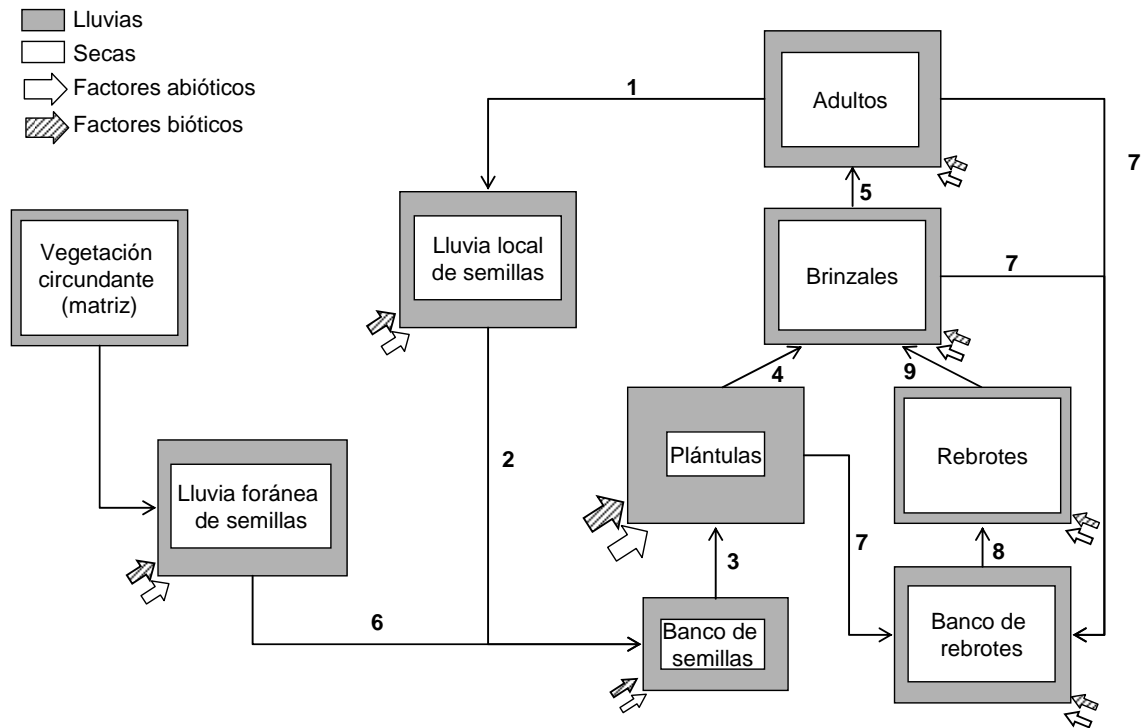 Lluvias
Secas
Factores abióticos
Factores bióticos
1
Adultos
7
5
Lluvia local
de semillas
Vegetación
circundante
(matriz)
Brinzales
7
4
9
2
Plántulas
Rebrotes
Lluvia foránea
de semillas
7
3
8
6
Banco de
semillas
Banco de
rebrotes